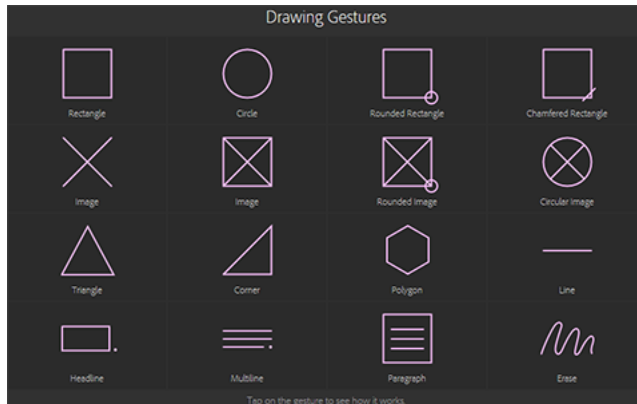 Drawing Gestures
Rectangle
Circle
Rounded Rectangle
Chamfered Rectangle
Image
Image
Rounded Image
Circular Image
Triangle
Corner
Polygon
Line
Headline
Multiline
Paragraph
Erase
Tap on the gesture to see how it works.